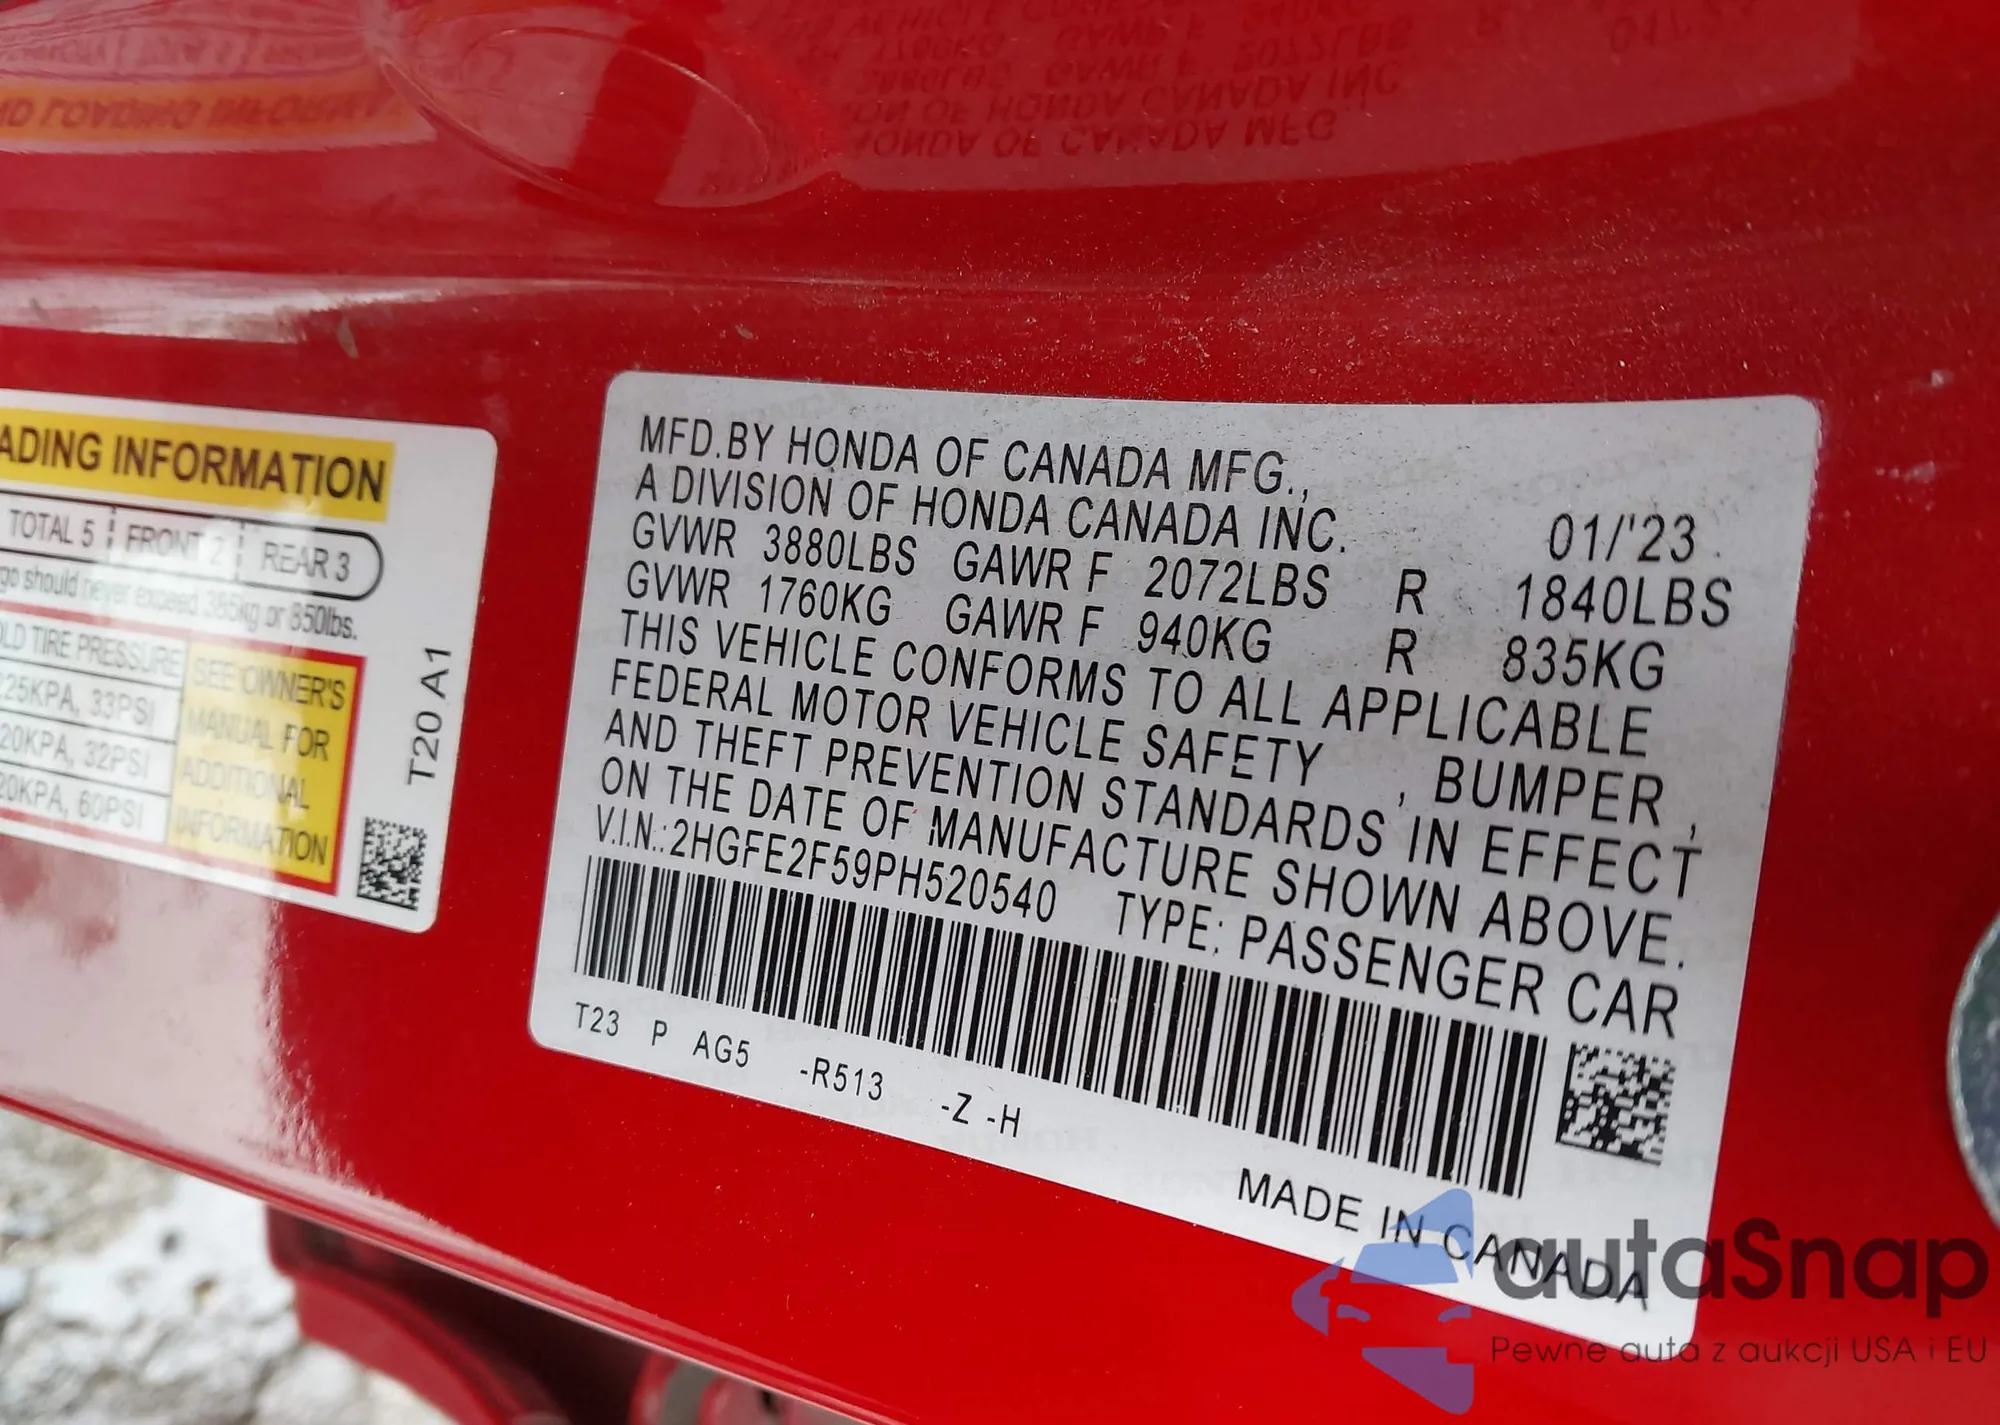 ADING INFORMATION
TOTAL 5 FRONT 2 REAR 3
go should never exceed 385kg or 850lbs.
LD TIRE PRESSURE
225KPA, 33PSI
20KPA, 32PSI
20KPA, 60PSI
SEE OWNER'S
MANUAL FOR
ADDITIONAL
INFORMATION
T20 A1
MFD.BY HONDA OF CANADA MFG.,
A DIVISION OF HONDA CANADA INC. 01/'23
GVWR 3880LBS GAWR F 2072LBS R 1840LBS
GVWR 1760KG GAWR F 940KG R 835KG
THIS VEHICLE CONFORMS TO ALL APPLICABLE
FEDERAL MOTOR VEHICLE SAFETY , BUMPER ,
AND THEFT PREVENTION STANDARDS IN EFFECT
ON THE DATE OF MANUFACTURE SHOWN ABOVE.
V.I.N.:2HGFE2F59PH520540 TYPE: PASSENGER CAR
T23 P AG5 -R513 -Z -H
MADE IN CANADA
autaSnap
Pewne auta z aukcji USA i EU